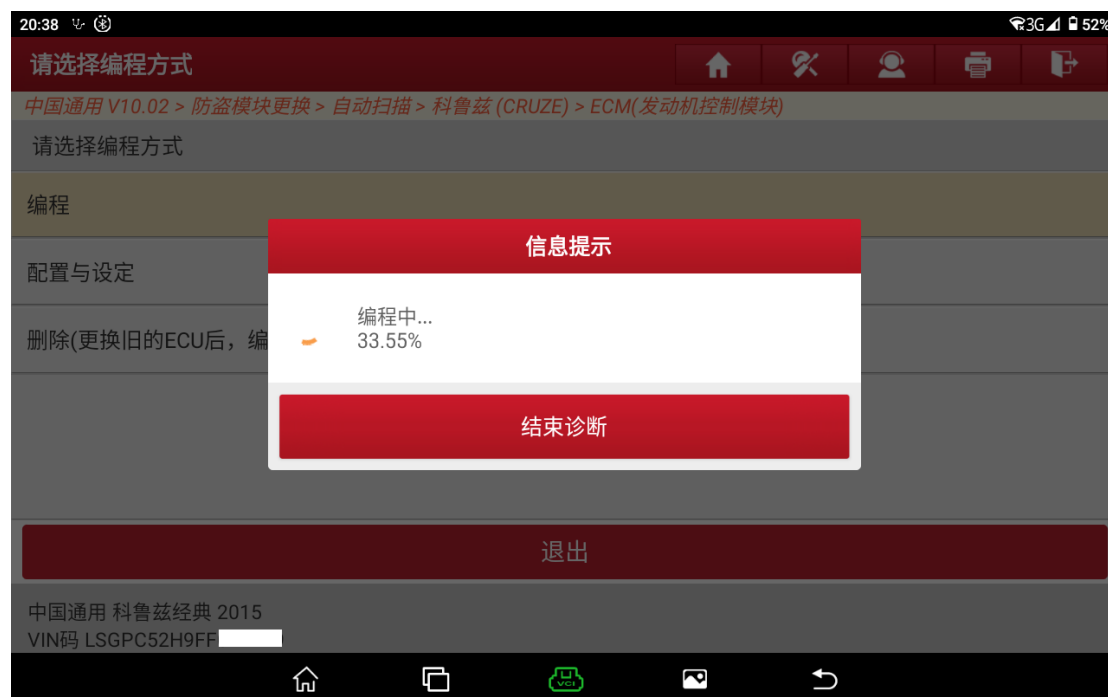 20:38 3G 52%
请选择编程方式
中国通用 V10.02 > 防盗模块更换 > 自动扫描 > 科鲁兹 (CRUZE) > ECM(发动机控制模块)
请选择编程方式
编程
配置与设定
删除(更换旧的ECU后，编
信息提示
编程中...
33.55%
结束诊断
退出
中国通用 科鲁兹经典 2015
VIN码 LSGPC52H9FF
VCI